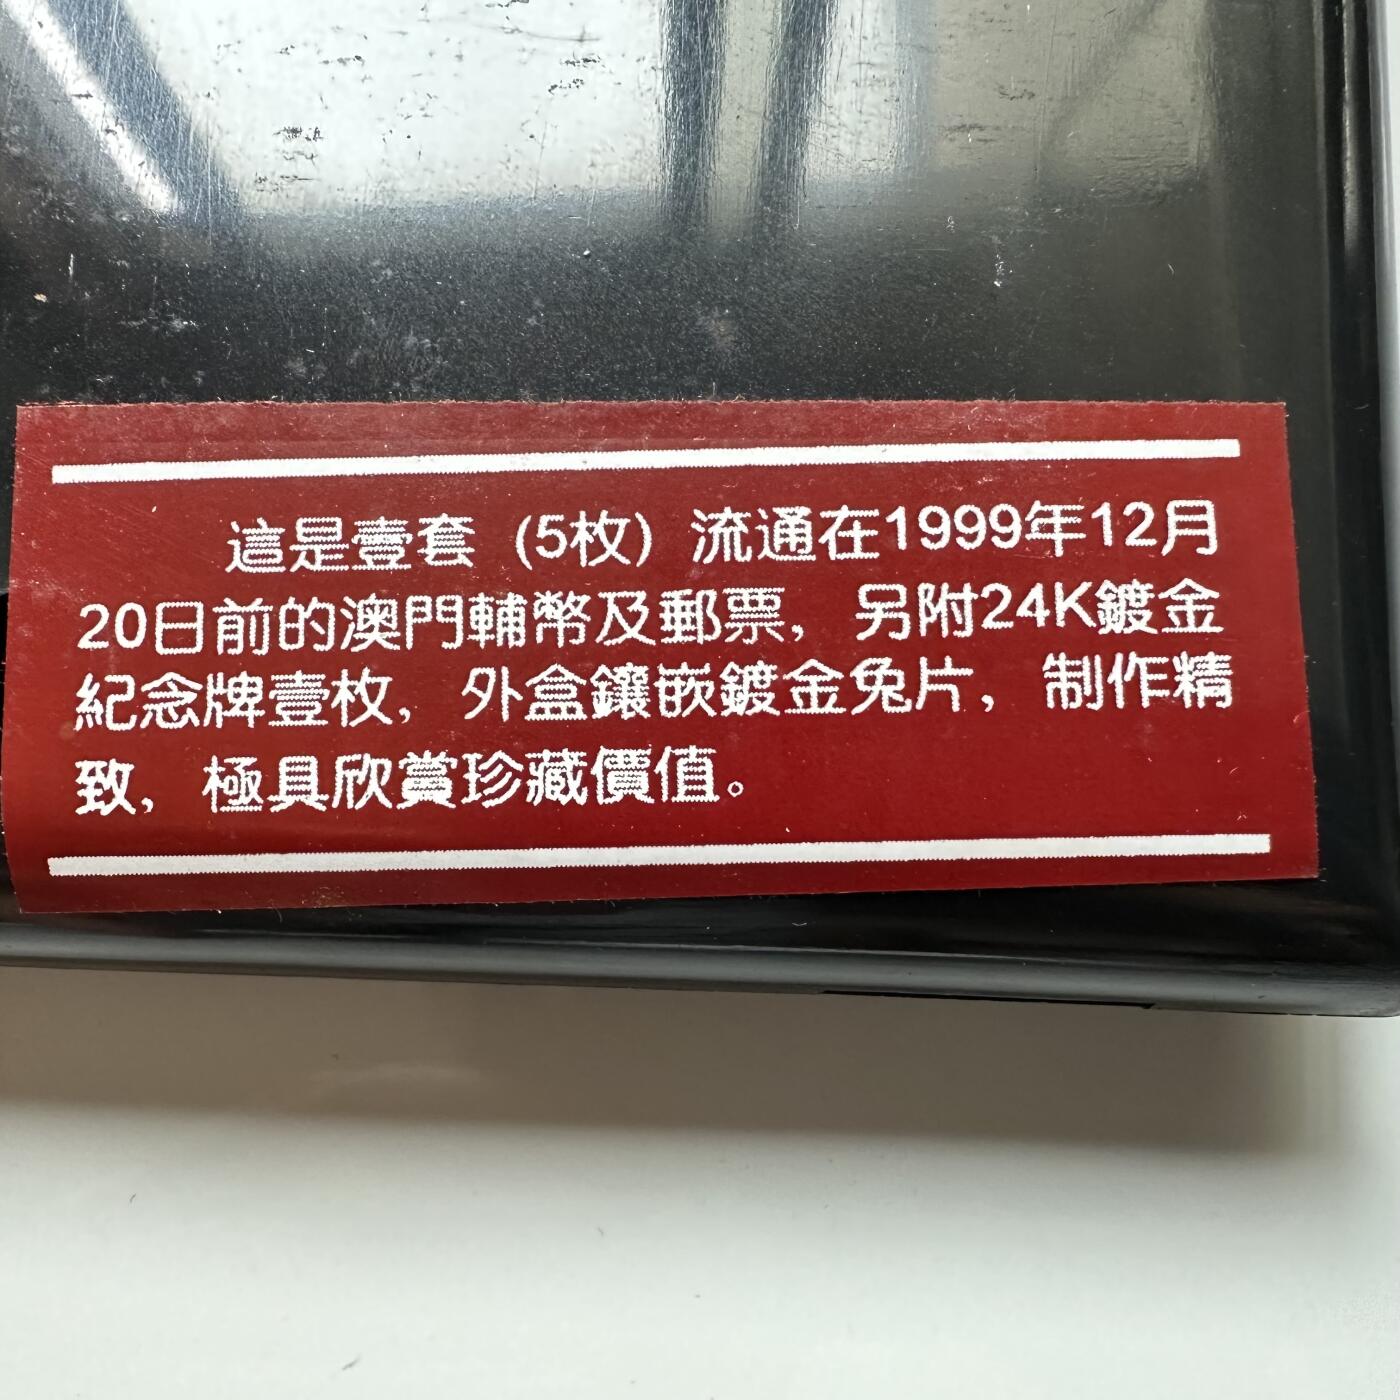 這是壹套（5枚）流通在1999年12月
20日前的澳門輔幣及郵票，另附24K鍍金
紀念牌壹枚，外盒鑲嵌鍍金兔片，制作精
致，極具欣賞珍藏價值。